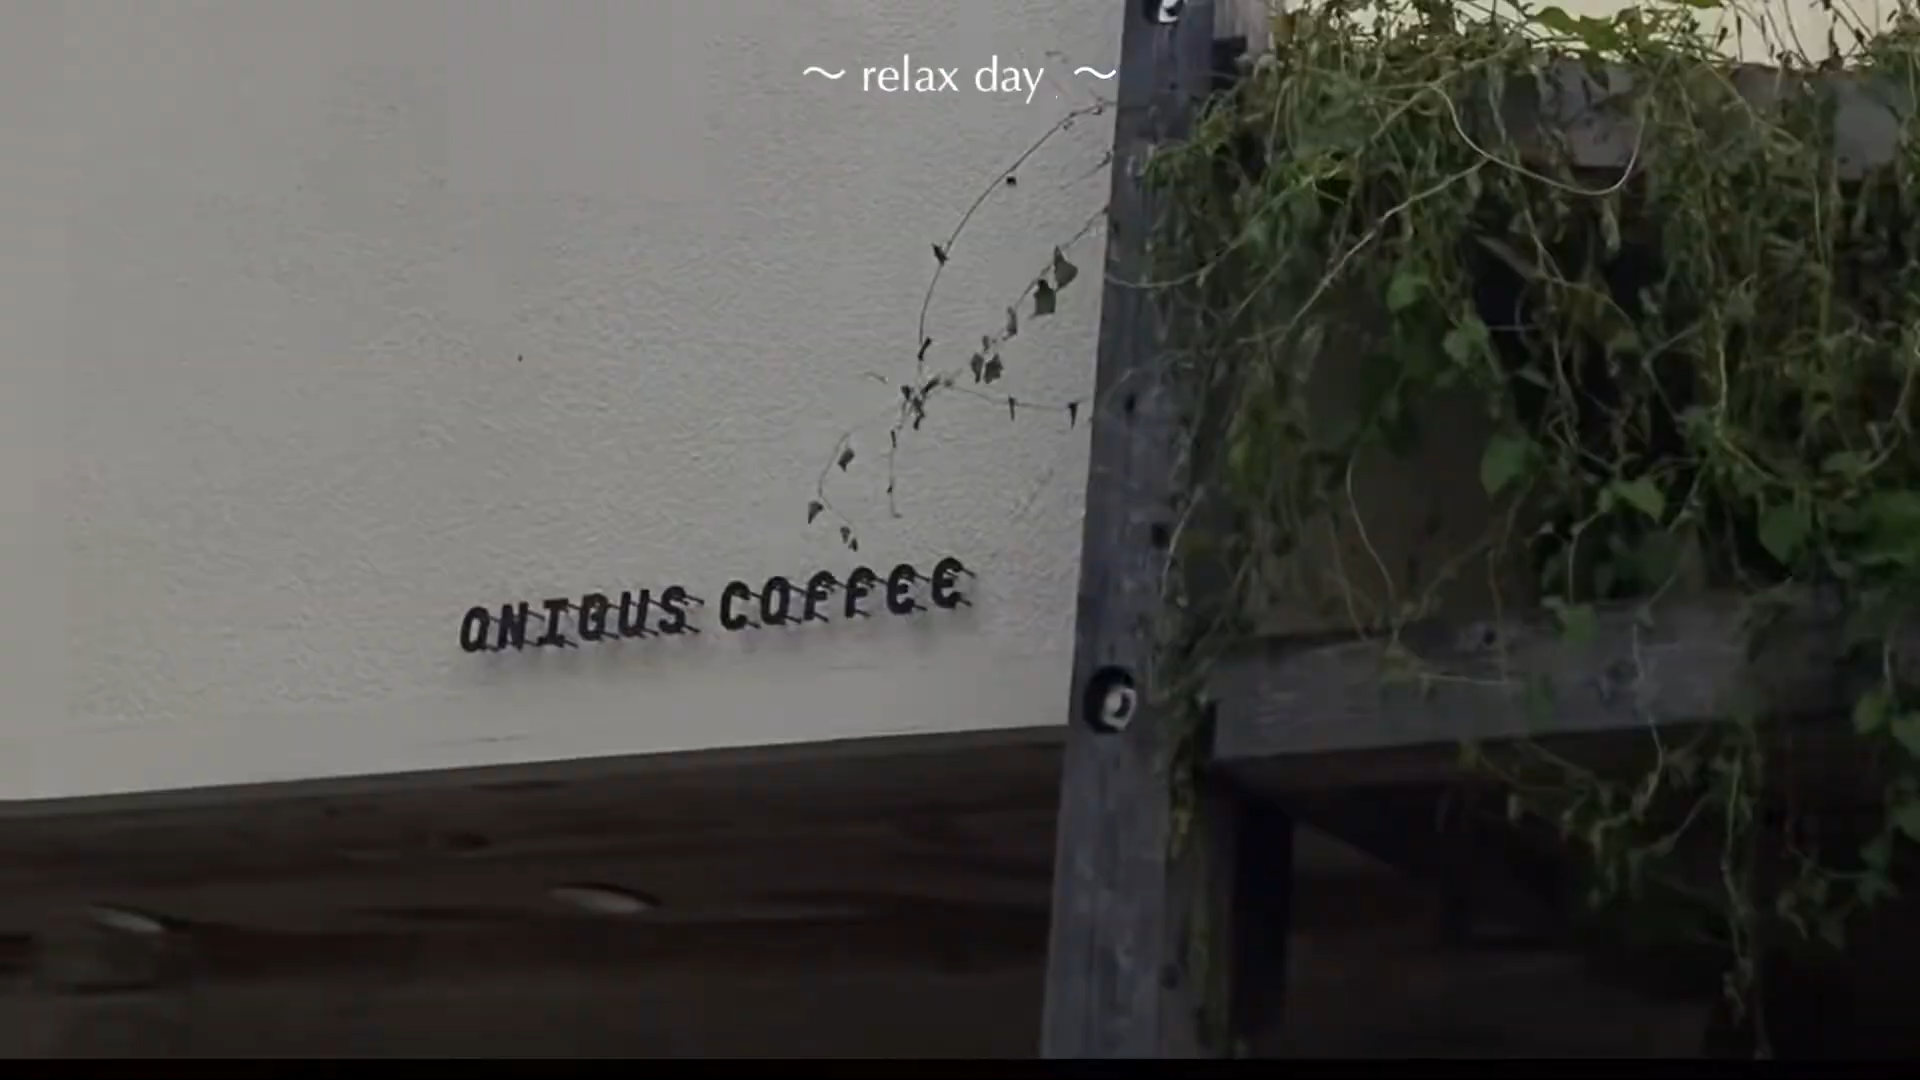 ～ relax day ～
ONIBUS COFFEE